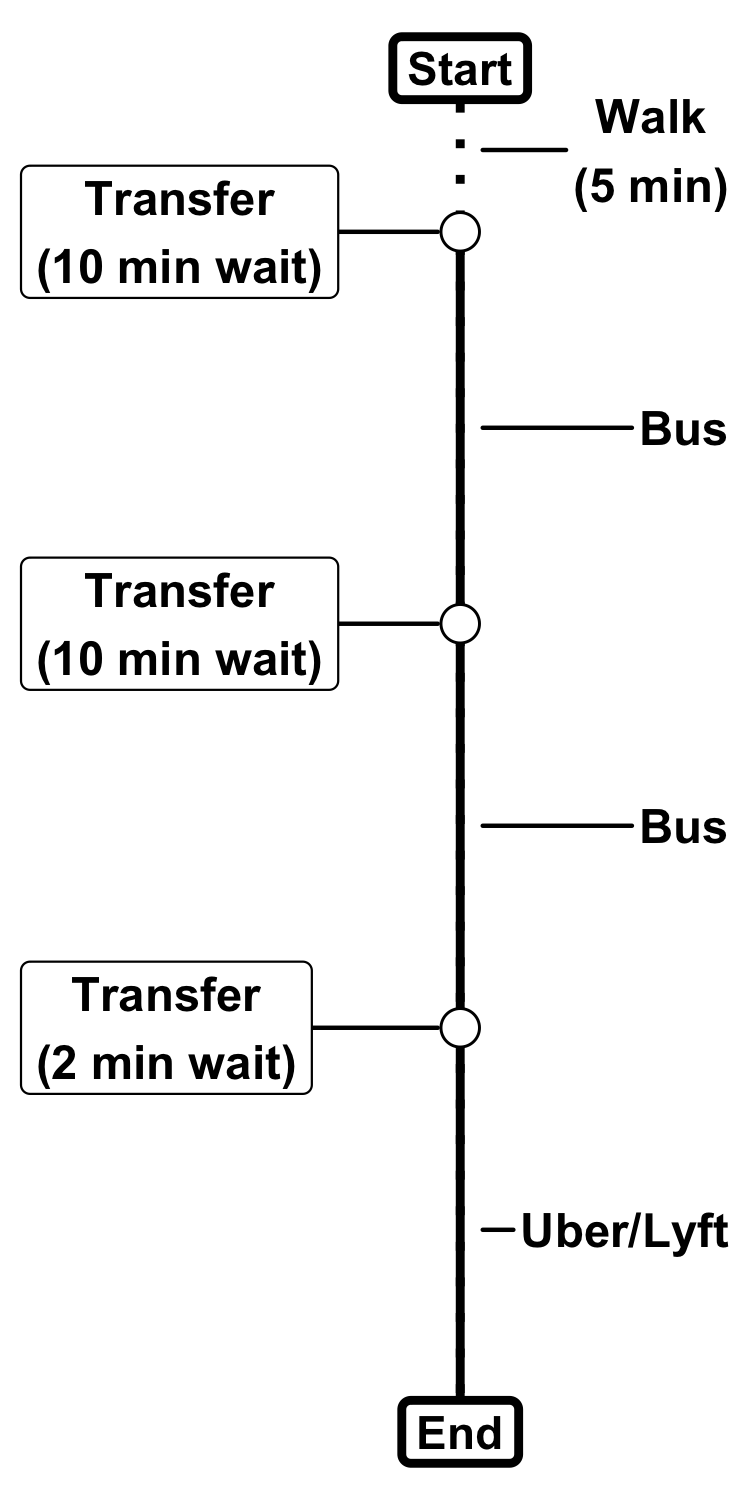 Start
Walk
(5 min)
Transfer
(10 min wait)
Bus
Transfer
(10 min wait)
Bus
Transfer
(2 min wait)
Uber/Lyft
End